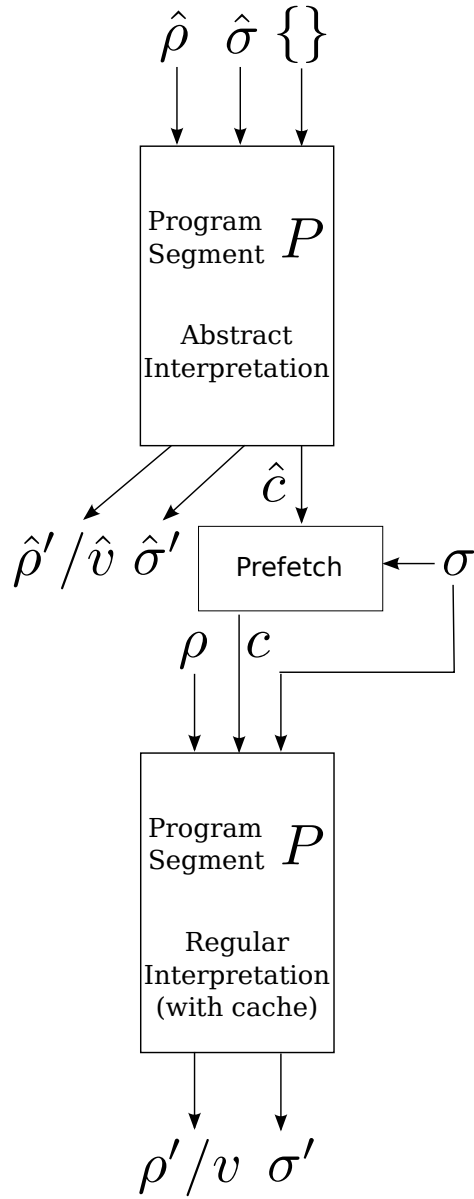 ρ̂ σ̂ {}
Program
Segment P
Abstract
Interpretation
ĉ
ρ̂′/v̂ σ̂′
Prefetch
σ
ρ c
Program
Segment P
Regular
Interpretation
(with cache)
ρ′/v σ′